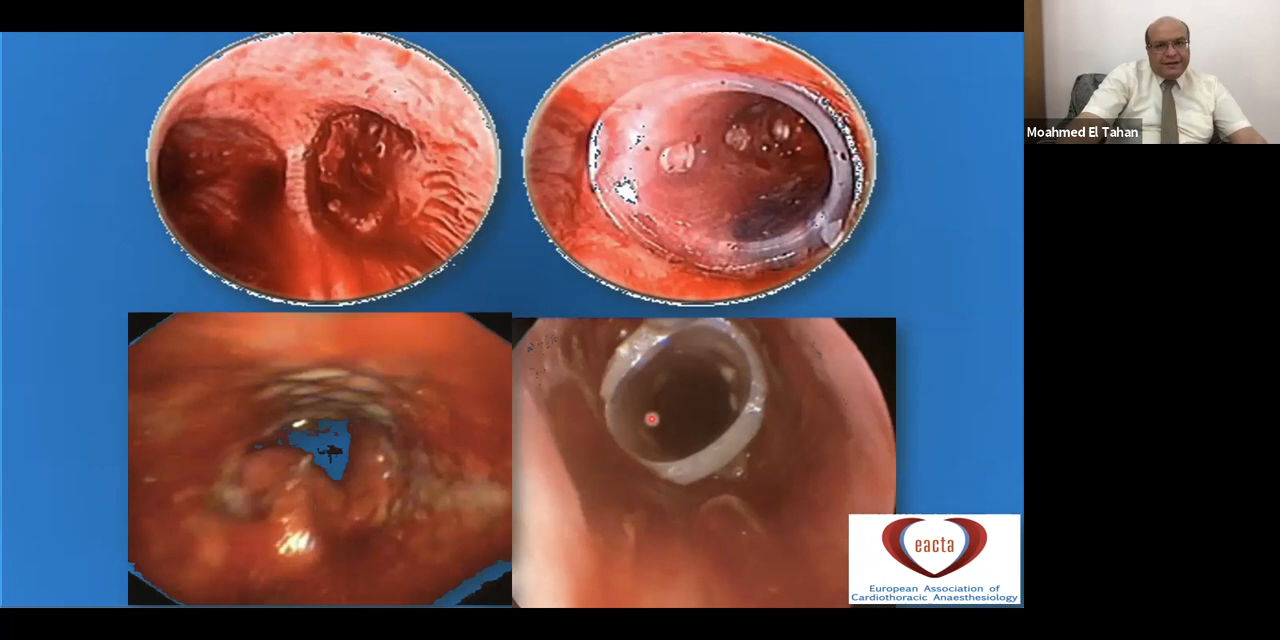 Moahmed El Tahan
eacta
European Association of
Cardiothoracic Anaesthesiology